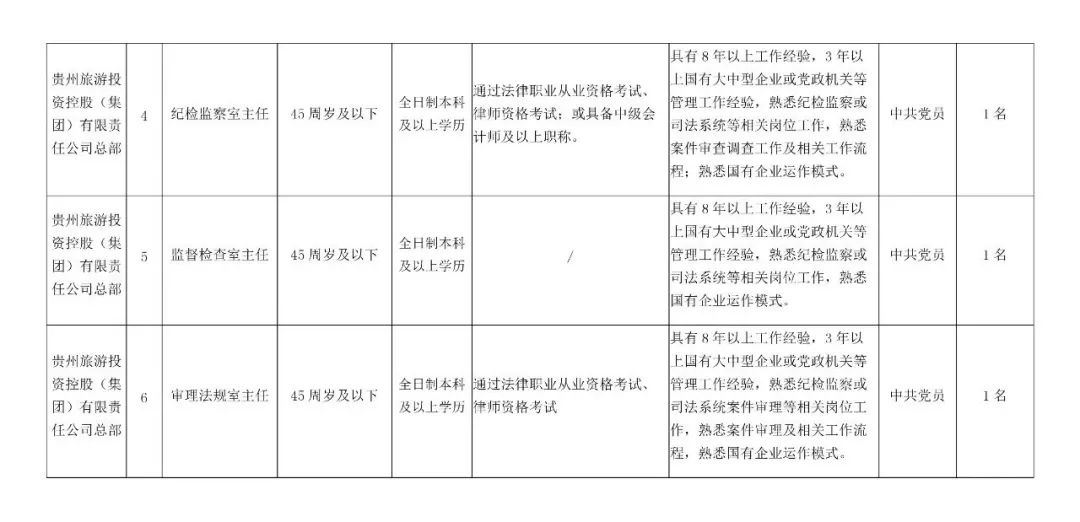 贵州旅游投
资控股（集
团）有限责
任公司总部
4
纪检监察室主任
45 周岁及以下
全日制本科
及以上学历
通过法律职业从业资格考试、
律师资格考试；或具备中级会
计师及以上职称。
具有 8 年以上工作经验，3 年以
上国有大中型企业或党政机关等
管理工作经验，熟悉纪检监察或
司法系统等相关岗位工作，熟悉
案件审查调查工作及相关工作流
程；熟悉国有企业运作模式。
中共党员
1 名
贵州旅游投
资控股（集
团）有限责
任公司总部
5
监督检查室主任
45 周岁及以下
全日制本科
及以上学历
/
具有 8 年以上工作经验，3 年以
上国有大中型企业或党政机关等
管理工作经验，熟悉纪检监察或
司法系统等相关岗位工作，熟悉
国有企业运作模式。
中共党员
1 名
贵州旅游投
资控股（集
团）有限责
任公司总部
6
审理法规室主任
45 周岁及以下
全日制本科
及以上学历
通过法律职业从业资格考试、
律师资格考试
具有 8 年以上工作经验，3 年以
上国有大中型企业或党政机关等
管理工作经验，熟悉纪检监察或
司法系统案件审理等相关岗位工
作，熟悉案件审理及相关工作流
程，熟悉国有企业运作模式。
中共党员
1 名